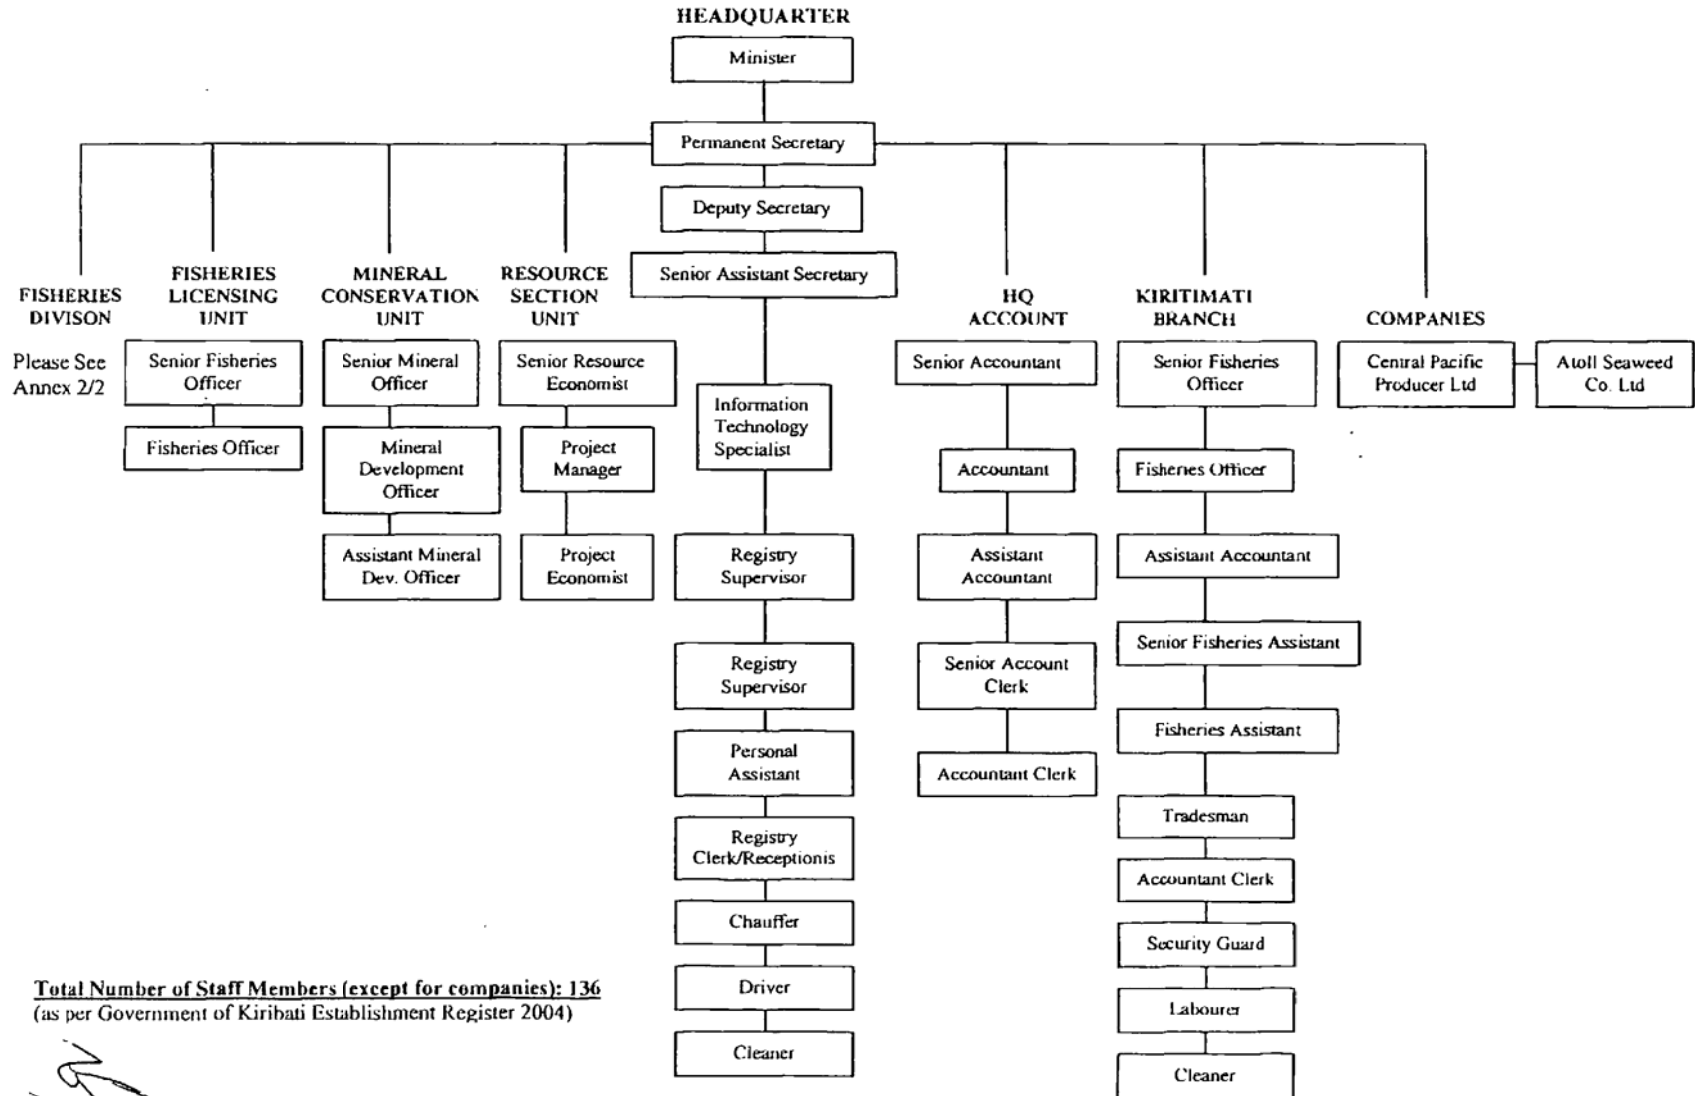 HEADQUARTER
Minister
Permanent Secretary
Deputy Secretary
Senior Assistant Secretary
FISHERIES
DIVISON
Please See
Annex 2/2
FISHERIES
LICENSING
UNIT
Senior Fisheries
Officer
Fisheries Officer
MINERAL
CONSERVATION
UNIT
Senior Mineral
Officer
Mineral
Development
Officer
Assistant Mineral
Dev. Officer
RESOURCE
SECTION
UNIT
Senior Resource
Economist
Project
Manager
Project
Economist
Information
Technology
Specialist
Registry
Supervisor
Registry
Supervisor
Personal
Assistant
Registry
Clerk/Receptionis
Chauffer
Driver
Cleaner
HQ
ACCOUNT
Senior Accountant
Accountant
Assistant
Accountant
Senior Account
Clerk
Accountant Clerk
KIRITIMATI
BRANCH
Senior Fisheries
Officer
Fisheries Officer
Assistant Accountant
Senior Fisheries Assistant
Fisheries Assistant
Tradesman
Accountant Clerk
Security Guard
Labourer
Cleaner
COMPANIES
Central Pacific
Producer Ltd
Atoll Seaweed
Co. Ltd
Total Number of Staff Members (except for companies): 136
(as per Government of Kiribati Establishment Register 2004)